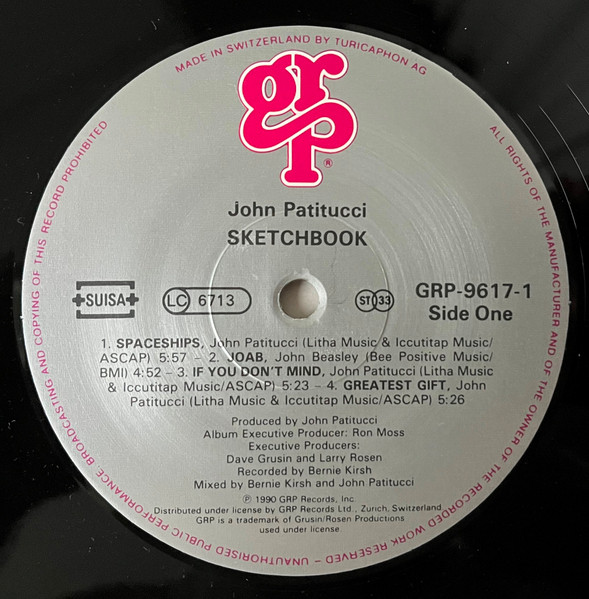 MADE IN SWITZERLAND BY TURICAPHON AG
ALL RIGHTS OF THE MANUFACTURER AND OF THE OWNER OF THE RECORDED WORK RESERVED – UNAUTHORISED PUBLIC PERFORMANCE, BROADCASTING AND COPYING OF THIS RECORD PROHIBITED
grp®
John Patitucci
SKETCHBOOK
SUISA LC 6713 ST 33 GRP-9617-1
Side One
1. SPACESHIPS, John Patitucci (Litha Music & Iccutitap Music/
ASCAP) 5:57 – 2. JOAB, John Beasley (Bee Positive Music/
BMI) 4:52 – 3. IF YOU DON'T MIND, John Patitucci (Litha Music
& Iccutitap Music/ASCAP) 5:23 – 4. GREATEST GIFT, John
Patitucci (Litha Music & Iccutitap Music/ASCAP) 5:26
Produced by John Patitucci
Album Executive Producer: Ron Moss
Executive Producers:
Dave Grusin and Larry Rosen
Recorded by Bernie Kirsh
Mixed by Bernie Kirsh and John Patitucci
℗ 1990 GRP Records, Inc.
Distributed under license by GRP Records Ltd., Zurich, Switzerland
GRP is a trademark of Grusin/Rosen Productions
used under license.